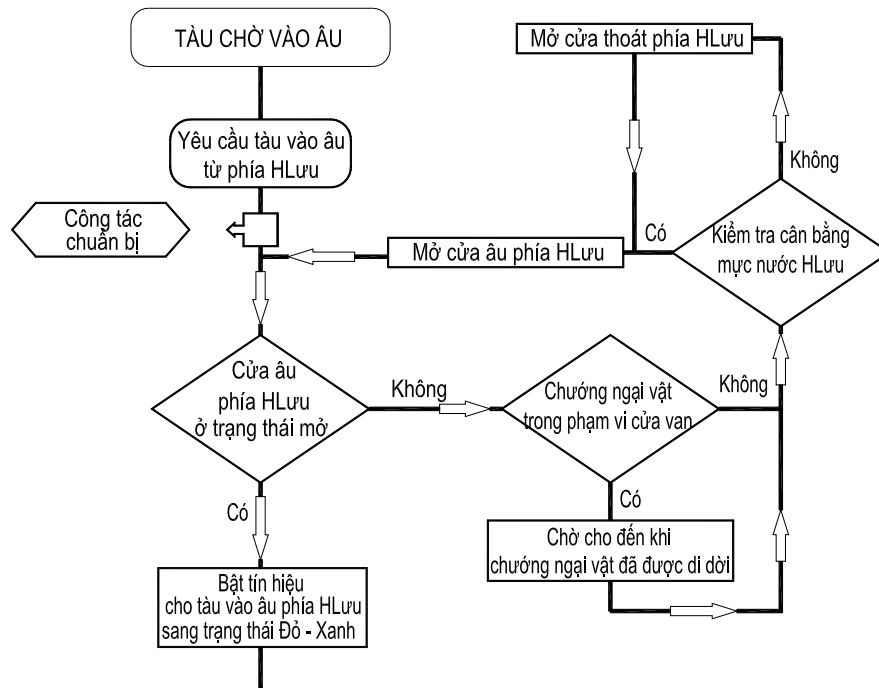 TÀU CHỜ VÀO ÂU
Mở cửa thoát phía HLưu
Yêu cầu tàu vào âu
từ phía HLưu
Không
Công tác
chuẩn bị
Mở cửa âu phía HLưu
Có
Kiểm tra cân bằng
mực nước HLưu
Cửa âu
phía HLưu
ở trạng thái mở
Không
Chướng ngại vật
trong phạm vi cửa van
Không
Có
Có
Chờ cho đến khi
chướng ngại vật đã được di dời
Bật tín hiệu
cho tàu vào âu phía HLưu
sang trạng thái Đỏ - Xanh